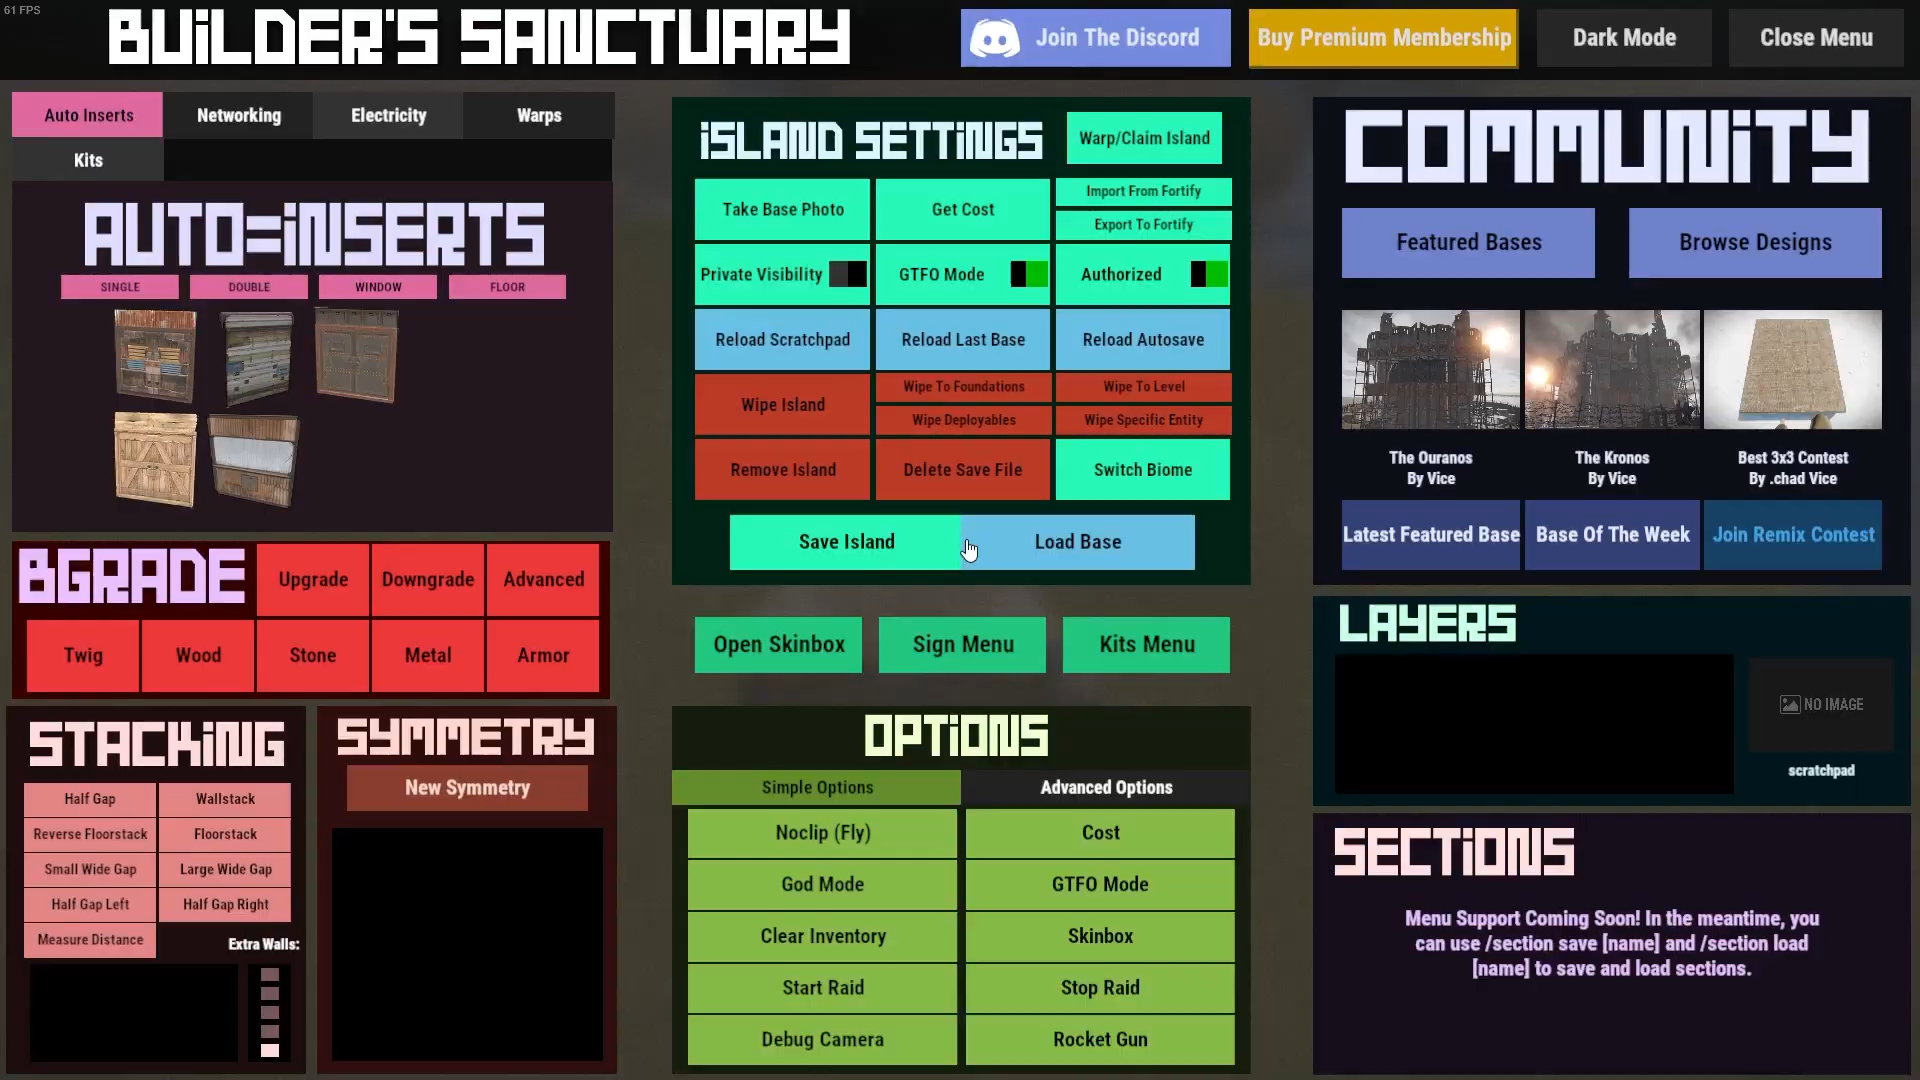 61 FPS
BUiLDER'S SANCTUARY
Join The Discord
Buy Premium Membership
Dark Mode
Close Menu
Auto Inserts
Networking
Electricity
Warps
Kits
AUTO=iNSERTS
SINGLE
DOUBLE
WINDOW
FLOOR
BGRADE
Upgrade
Downgrade
Advanced
Twig
Wood
Stone
Metal
Armor
STACKiNG
Half Gap
Wallstack
Reverse Floorstack
Floorstack
Small Wide Gap
Large Wide Gap
Half Gap Left
Half Gap Right
Measure Distance
Extra Walls:
SYMMETRY
New Symmetry
iSLAND SETTiNGS
Warp/Claim Island
Take Base Photo
Get Cost
Import From Fortify
Export To Fortify
Private Visibility
GTFO Mode
Authorized
Reload Scratchpad
Reload Last Base
Reload Autosave
Wipe Island
Wipe To Foundations
Wipe To Level
Wipe Deployables
Wipe Specific Entity
Remove Island
Delete Save File
Switch Biome
Save Island
Load Base
Open Skinbox
Sign Menu
Kits Menu
OPTiONS
Simple Options
Advanced Options
Noclip (Fly)
Cost
God Mode
GTFO Mode
Clear Inventory
Skinbox
Start Raid
Stop Raid
Debug Camera
Rocket Gun
COMMUNiTY
Featured Bases
Browse Designs
The Ouranos
By Vice
The Kronos
By Vice
Best 3x3 Contest
By .chad Vice
Latest Featured Base
Base Of The Week
Join Remix Contest
LAYERS
NO IMAGE
scratchpad
SECTiONS
Menu Support Coming Soon! In the meantime, you
can use /section save [name] and /section load
[name] to save and load sections.